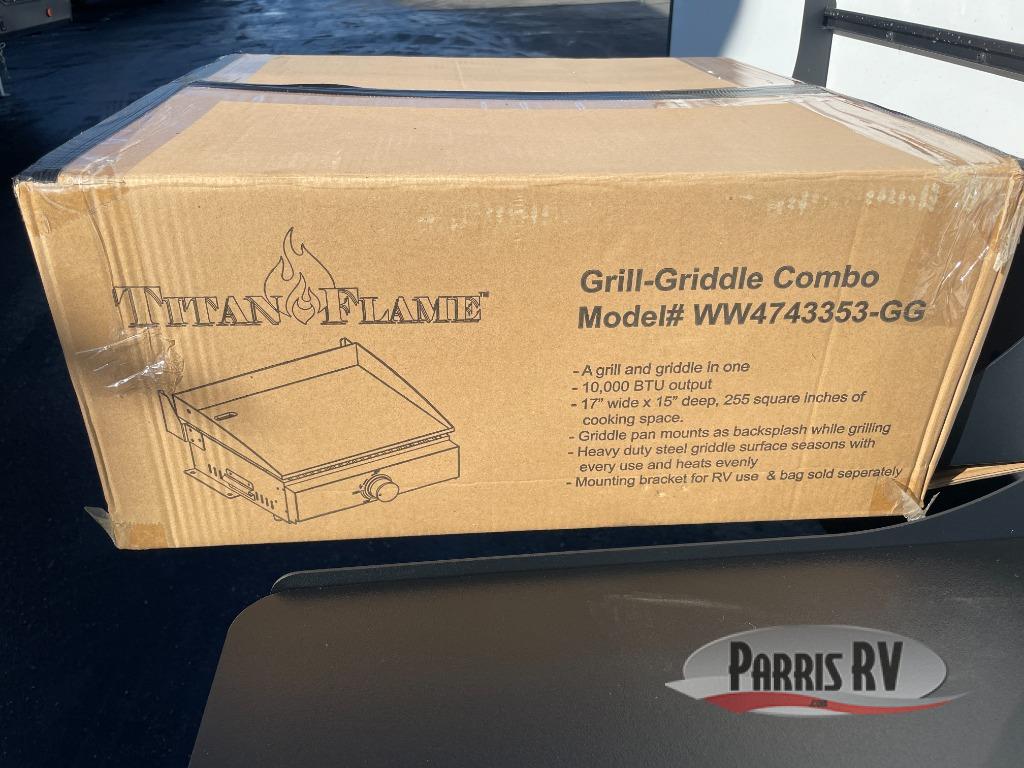 TITAN FLAME™
Grill-Griddle Combo
Model# WW4743353-GG
- A grill and griddle in one
- 10,000 BTU output
- 17" wide x 15" deep, 255 square inches of
cooking space.
- Griddle pan mounts as backsplash while grilling
- Heavy duty steel griddle surface seasons with
every use and heats evenly
- Mounting bracket for RV use & bag sold seperately
PARRIS RV
.com